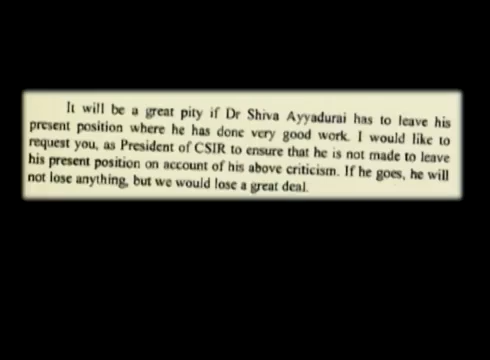 It will be a great pity if Dr Shiva Ayyadurai has to leave his
present position where he has done very good work. I would like to
request you, as President of CSIR to ensure that he is not made to leave
his present position on account of his above criticism. If he goes, he will
not lose anything, but we would lose a great deal.